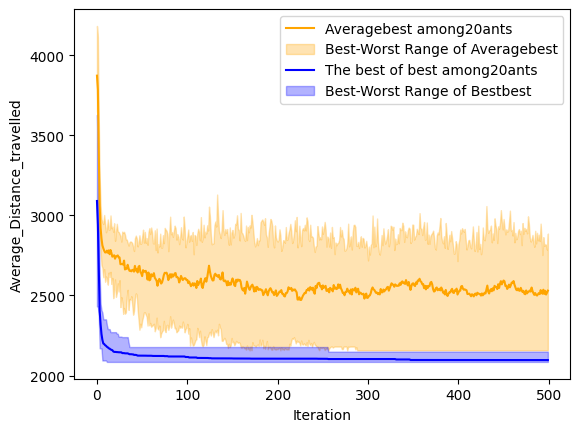 Averagebest among20ants
Best-Worst Range of Averagebest
The best of best among20ants
Best-Worst Range of Bestbest
Average_Distance_travelled
4000
3500
3000
2500
2000
0
100
200
300
400
500
Iteration